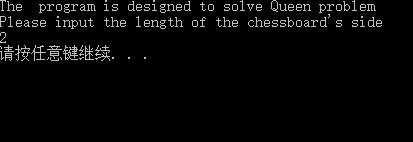 The  program is designed to solve Queen problem
Please input the length of the chessboard's side
2
请按任意键继续. . .